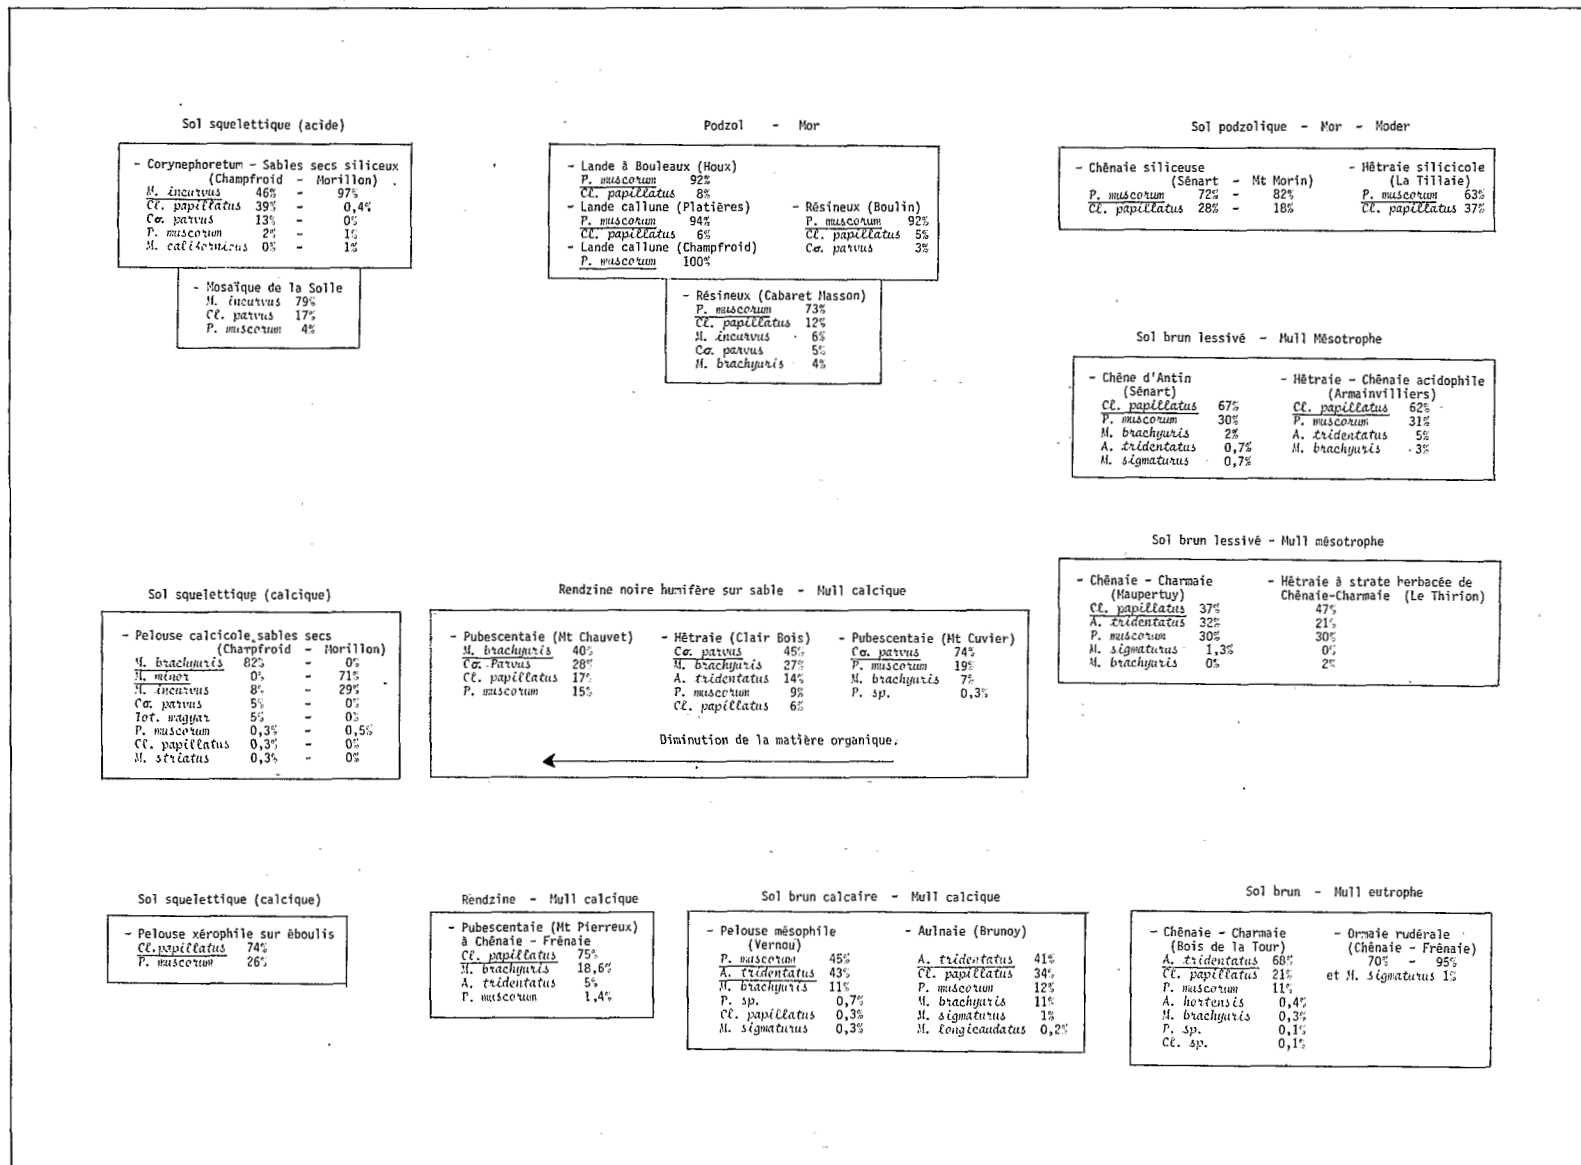 Sol squelettique (acide)
- Corynephoretum - Sables secs siliceux
(Champfroid - Morillon)
M. incurvus 46% - 97%
Cl. papillatus 39% - 0,4%
Co. parvus 13% - 0%
P. muscorum 2% - 1%
M. californicus 0% - 1%
- Mosaïque de la Solle
M. incurvus 79%
Cl. parvus 17%
P. muscorum 4%
Podzol - Mor
- Lande à Bouleaux (Houx)
P. muscorum 92%
Cl. papillatus 8%
- Lande callune (Platières)
P. muscorum 94%
Cl. papillatus 6%
- Lande callune (Champfroid)
P. muscorum 100%
- Résineux (Boulin)
P. muscorum 92%
Cl. papillatus 5%
Co. parvus 3%
- Résineux (Cabaret Masson)
P. muscorum 73%
Cl. papillatus 12%
M. incurvus 6%
Co. parvus 5%
M. brachyuris 4%
Sol podzolique - Mor - Moder
- Chênaie siliceuse
(Sénart - Mt Morin)
P. muscorum 72% - 82%
Cl. papillatus 28% - 18%
- Hêtraie silicicole
(La Tillaie)
P. muscorum 63%
Cl. papillatus 37%
Sol brun lessivé - Mull Mésotrophe
- Chêne d'Antin
(Sénart)
Cl. papillatus 67%
P. muscorum 30%
M. brachyuris 2%
A. tridentatus 0,7%
M. sigmaturus 0,7%
- Hêtraie - Chênaie acidophile
(Armainvilliers)
Cl. papillatus 62%
P. muscorum 31%
A. tridentatus 5%
M. brachyuris 3%
Sol brun lessivé - Mull mésotrophe
- Chênaie - Charmaie
(Maupertuy)
Cl. papillatus 37%
A. tridentatus 32%
P. muscorum 30%
M. sigmaturus 1,3%
M. brachyuris 0%
- Hêtraie à strate herbacée de
Chênaie-Charmaie (Le Thirion)
47%
21%
30%
0%
2%
Sol squelettique (calcique)
- Pelouse calcicole sables secs
(Champfroid - Morillon)
M. brachyuris 82% - 0%
M. minor 0% - 71%
M. incurvus 8% - 29%
Co. parvus 5% - 0%
Tot. magyar 5% - 0%
P. muscorum 0,3% - 0,5%
Cl. papillatus 0,3% - 0%
M. striatus 0,3% - 0%
Rendzine noire humifère sur sable - Mull calcique
- Pubescentaie (Mt Chauvet)
M. brachyuris 40%
Co. Parvus 28%
Cl. papillatus 17%
P. muscorum 15%
- Hêtraie (Clair Bois)
Co. parvus 45%
M. brachyuris 27%
A. tridentatus 14%
P. muscorum 9%
Cl. papillatus 6%
- Pubescentaie (Mt Cuvier)
Co. parvus 74%
P. muscorum 19%
M. brachyuris 7%
P. sp. 0,3%
Diminution de la matière organique.
Sol squelettique (calcique)
- Pelouse xérophile sur éboulis
Cl. papillatus 74%
P. muscorum 26%
Rendzine - Mull calcique
- Pubescentaie (Mt Pierreux)
à Chênaie - Frênaie
Cl. papillatus 75%
M. brachyuris 18,6%
A. tridentatus 5%
P. muscorum 1,4%
Sol brun calcaire - Mull calcique
- Pelouse mésophile
(Vernou)
P. muscorum 45%
A. tridentatus 43%
M. brachyuris 11%
P. sp. 0,7%
Cl. papillatus 0,3%
M. sigmaturus 0,3%
- Aulnaie (Brunoy)
A. tridentatus 41%
Cl. papillatus 34%
P. muscorum 12%
M. brachyuris 11%
M. sigmaturus 1%
M. longicaudatus 0,2%
Sol brun - Mull eutrophe
- Chênaie - Charmaie
(Bois de la Tour)
A. tridentatus 68%
Cl. papillatus 21%
P. muscorum 11%
A. hortensis 0,4%
M. brachyuris 0,3%
P. sp. 0,1%
Cl. sp. 0,1%
- Ormaie rudérale
(Chênaie - Frênaie)
70% - 95%
et M. sigmaturus 1%